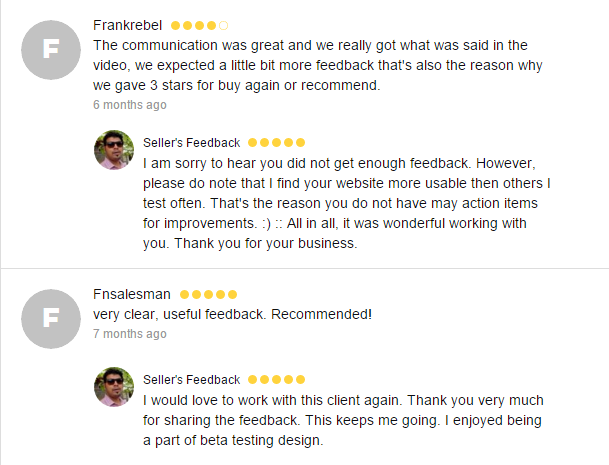 F
Frankrebel
The communication was great and we really got what was said in the
video, we expected a little bit more feedback that's also the reason why
we gave 3 stars for buy again or recommend.
6 months ago
Seller's Feedback
I am sorry to hear you did not get enough feedback. However,
please do note that I find your website more usable then others I
test often. That's the reason you do not have may action items
for improvements. :) :: All in all, it was wonderful working with
you. Thank you for your business.
F
Fnsalesman
very clear, useful feedback. Recommended!
7 months ago
Seller's Feedback
I would love to work with this client again. Thank you very much
for sharing the feedback. This keeps me going. I enjoyed being
a part of beta testing design.